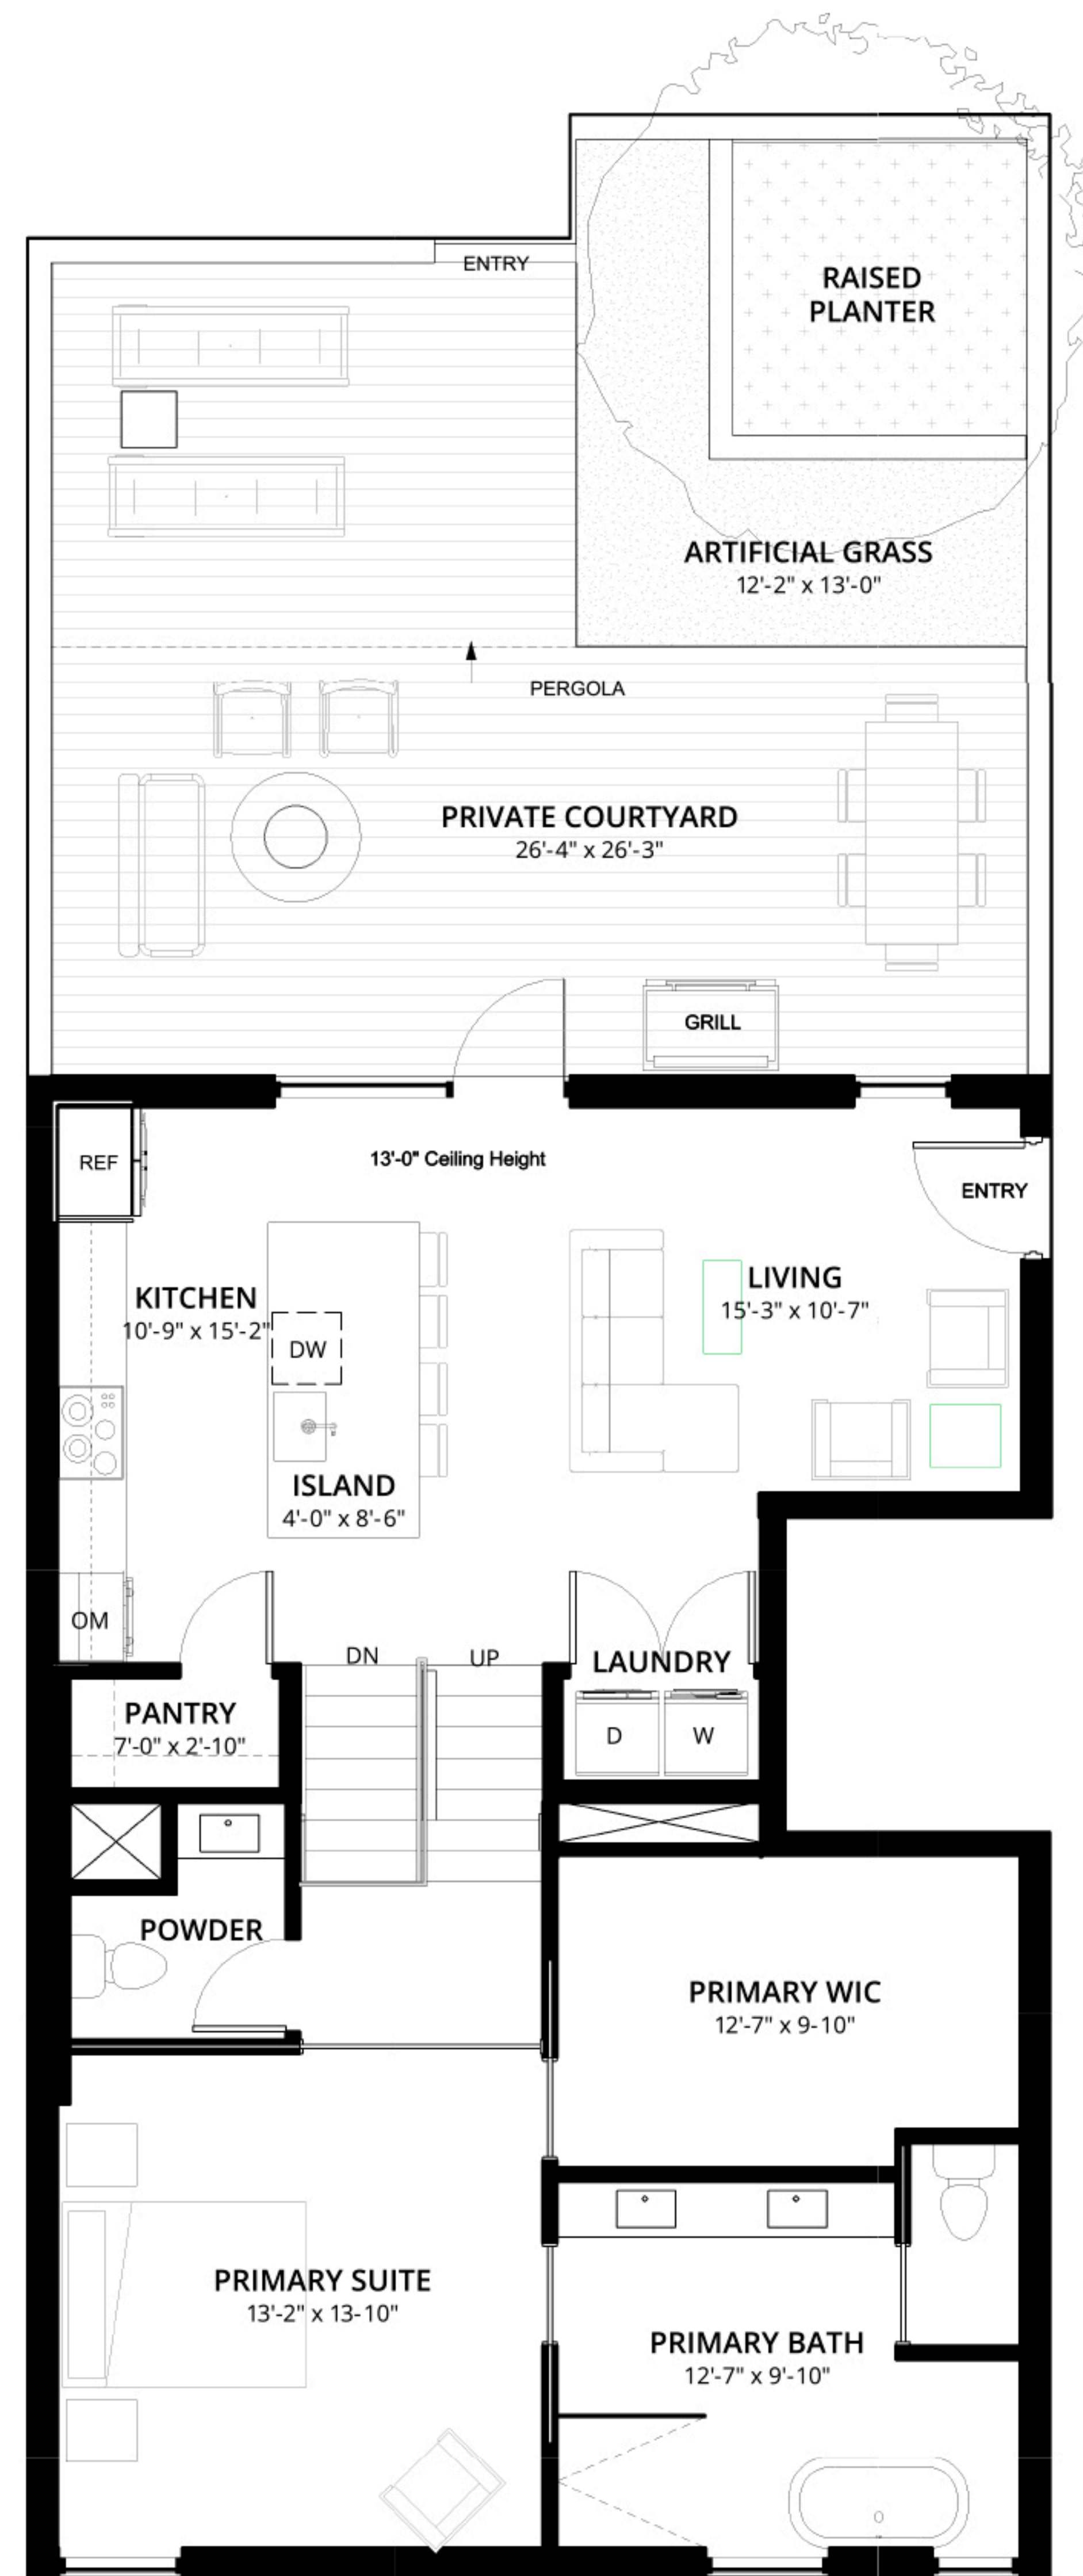 ENTRY
RAISED
PLANTER
ARTIFICIAL GRASS
12'-2" x 13'-0"
PERGOLA
PRIVATE COURTYARD
26'-4" x 26'-3"
GRILL
13'-0" Ceiling Height
REF
ENTRY
KITCHEN
10'-9" x 15'-2"
LIVING
15'-3" x 10'-7"
DW
ISLAND
4'-0" x 8'-6"
OM
DN
UP
LAUNDRY
PANTRY
7'-0" x 2'-10"
D
W
POWDER
PRIMARY WIC
12'-7" x 9-10"
PRIMARY SUITE
13'-2" x 13-10"
PRIMARY BATH
12'-7" x 9'-10"